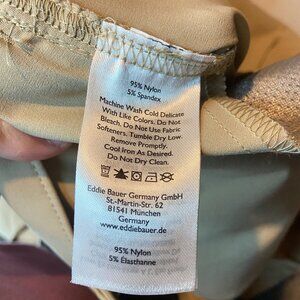 95% Nylon
5% Spandex
Machine Wash Cold Delicate
With Like Colors. Do Not
Bleach. Do Not Use Fabric
Softeners. Tumble Dry Low.
Remove Promptly.
Cool Iron As Desired.
Do Not Dry Clean.
Eddie Bauer Germany GmbH
St.-Martin-Str. 62
81541 München
Germany
www.eddiebauer.de
95% Nylon
5% Élasthanne